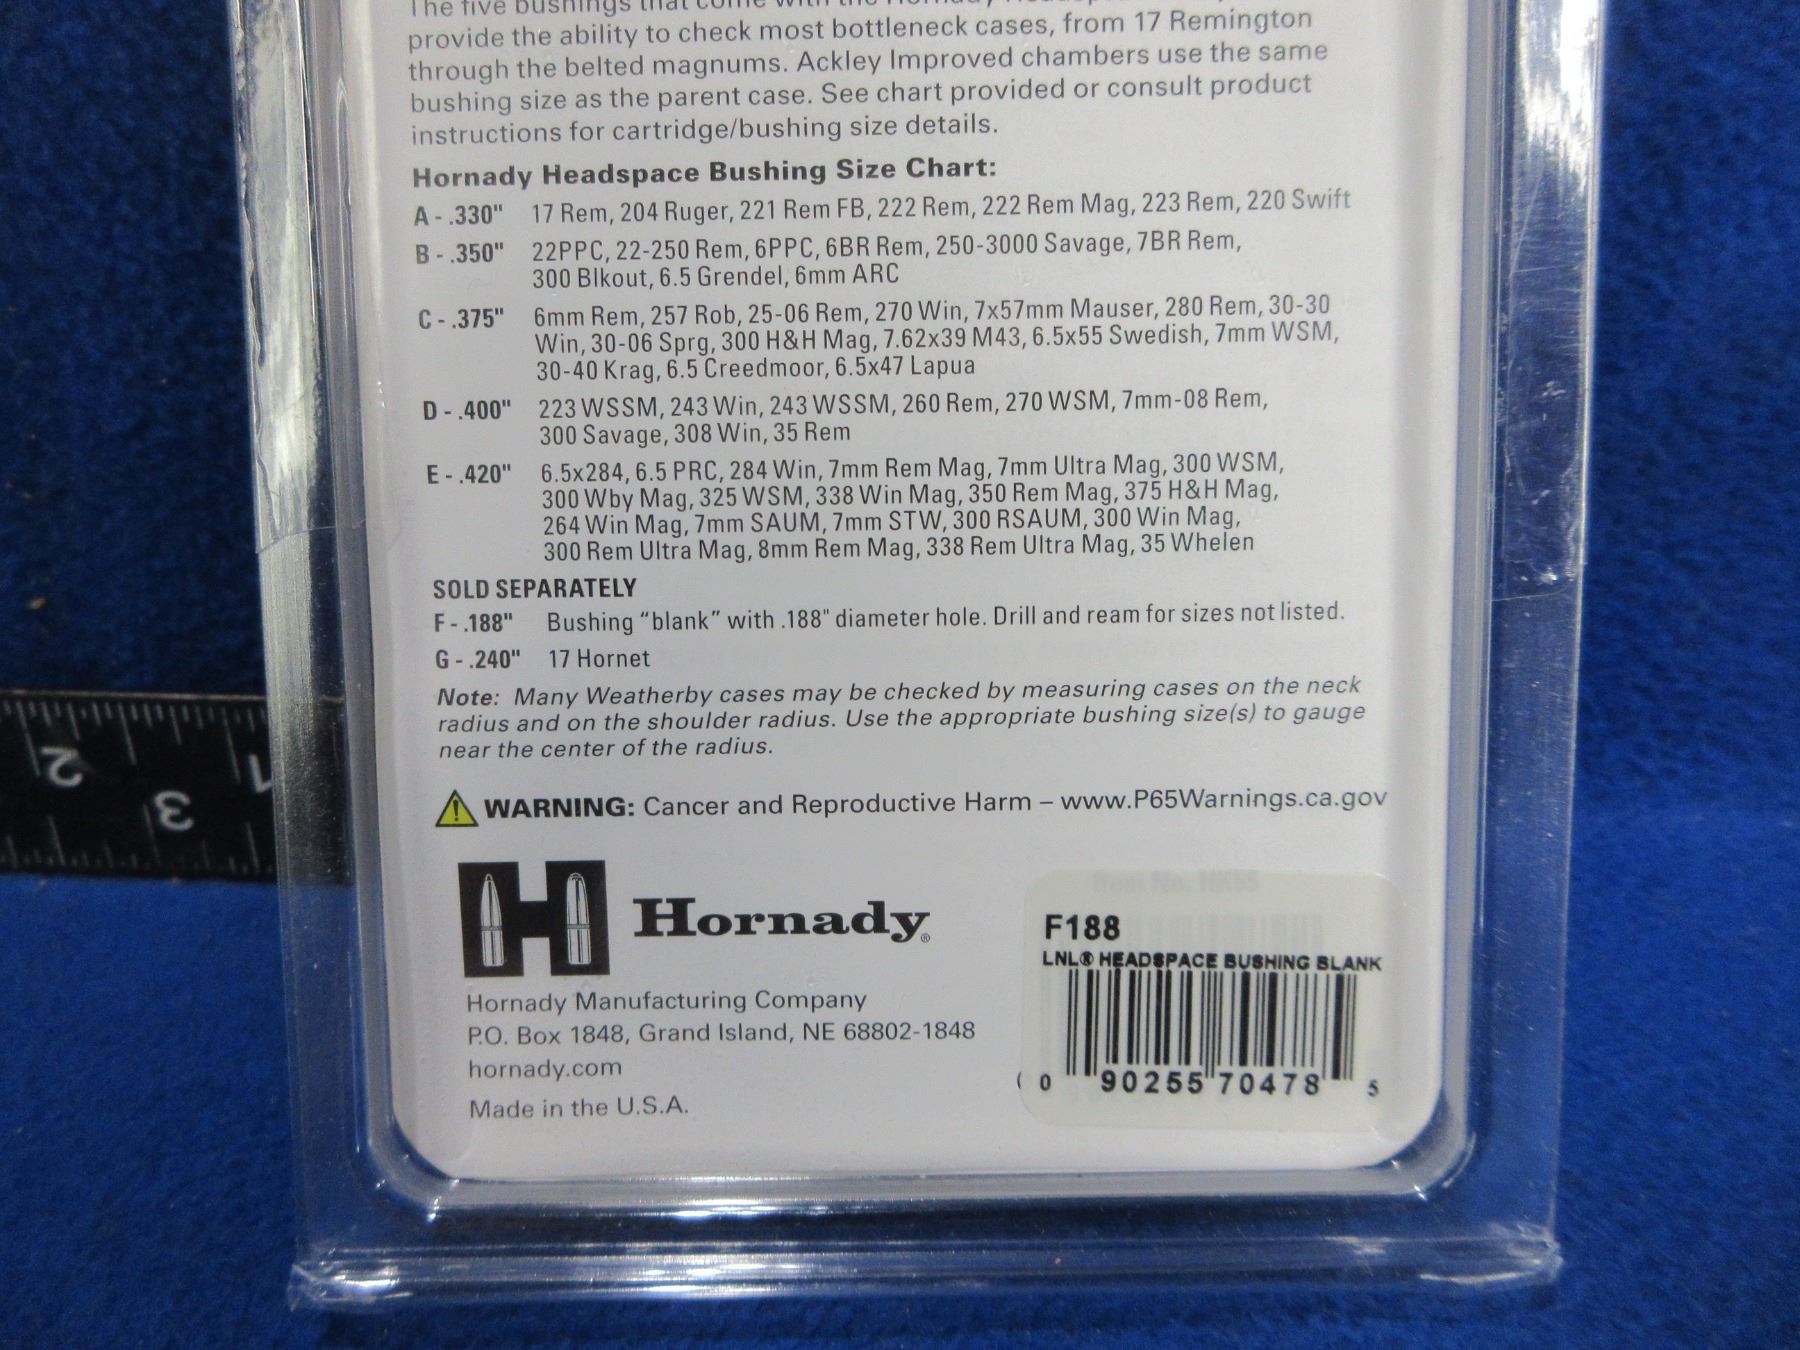 The five bushings that come with the Hornady
provide the ability to check most bottleneck cases, from 17 Remington
through the belted magnums. Ackley Improved chambers use the same
bushing size as the parent case. See chart provided or consult product
instructions for cartridge/bushing size details.
Hornady Headspace Bushing Size Chart:
A - .330" 17 Rem, 204 Ruger, 221 Rem FB, 222 Rem, 222 Rem Mag, 223 Rem, 220 Swift
B - .350" 22PPC, 22-250 Rem, 6PPC, 6BR Rem, 250-3000 Savage, 7BR Rem,
300 Blkout, 6.5 Grendel, 6mm ARC
C - .375" 6mm Rem, 257 Rob, 25-06 Rem, 270 Win, 7x57mm Mauser, 280 Rem, 30-30
Win, 30-06 Sprg, 300 H&H Mag, 7.62x39 M43, 6.5x55 Swedish, 7mm WSM,
30-40 Krag, 6.5 Creedmoor, 6.5x47 Lapua
D - .400" 223 WSSM, 243 Win, 243 WSSM, 260 Rem, 270 WSM, 7mm-08 Rem,
300 Savage, 308 Win, 35 Rem
E - .420" 6.5x284, 6.5 PRC, 284 Win, 7mm Rem Mag, 7mm Ultra Mag, 300 WSM,
300 Wby Mag, 325 WSM, 338 Win Mag, 350 Rem Mag, 375 H&H Mag,
264 Win Mag, 7mm SAUM, 7mm STW, 300 RSAUM, 300 Win Mag,
300 Rem Ultra Mag, 8mm Rem Mag, 338 Rem Ultra Mag, 35 Whelen
SOLD SEPARATELY
F - .188" Bushing “blank” with .188" diameter hole. Drill and ream for sizes not listed.
G - .240" 17 Hornet
Note: Many Weatherby cases may be checked by measuring cases on the neck
radius and on the shoulder radius. Use the appropriate bushing size(s) to gauge
near the center of the radius.
WARNING: Cancer and Reproductive Harm – www.P65Warnings.ca.gov
H Hornady®
Hornady Manufacturing Company
P.O. Box 1848, Grand Island, NE 68802-1848
hornady.com
Made in the U.S.A.
Item No. HK55
F188
LNL® HEADSPACE BUSHING BLANK
0 90255 70478 5
2 1
3